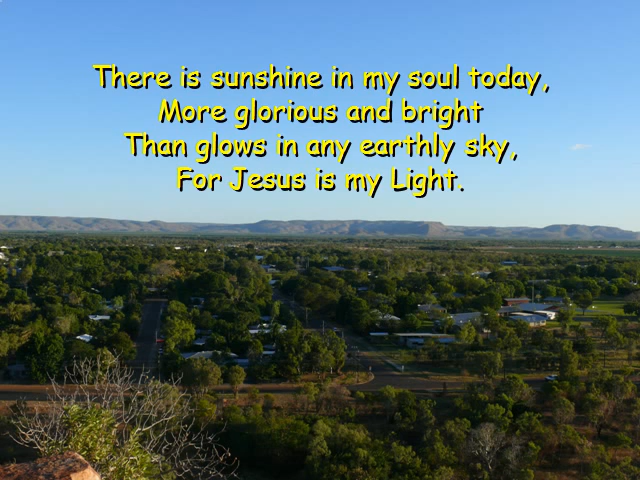 There is sunshine in my soul today,
More glorious and bright
Than glows in any earthly sky,
For Jesus is my Light.